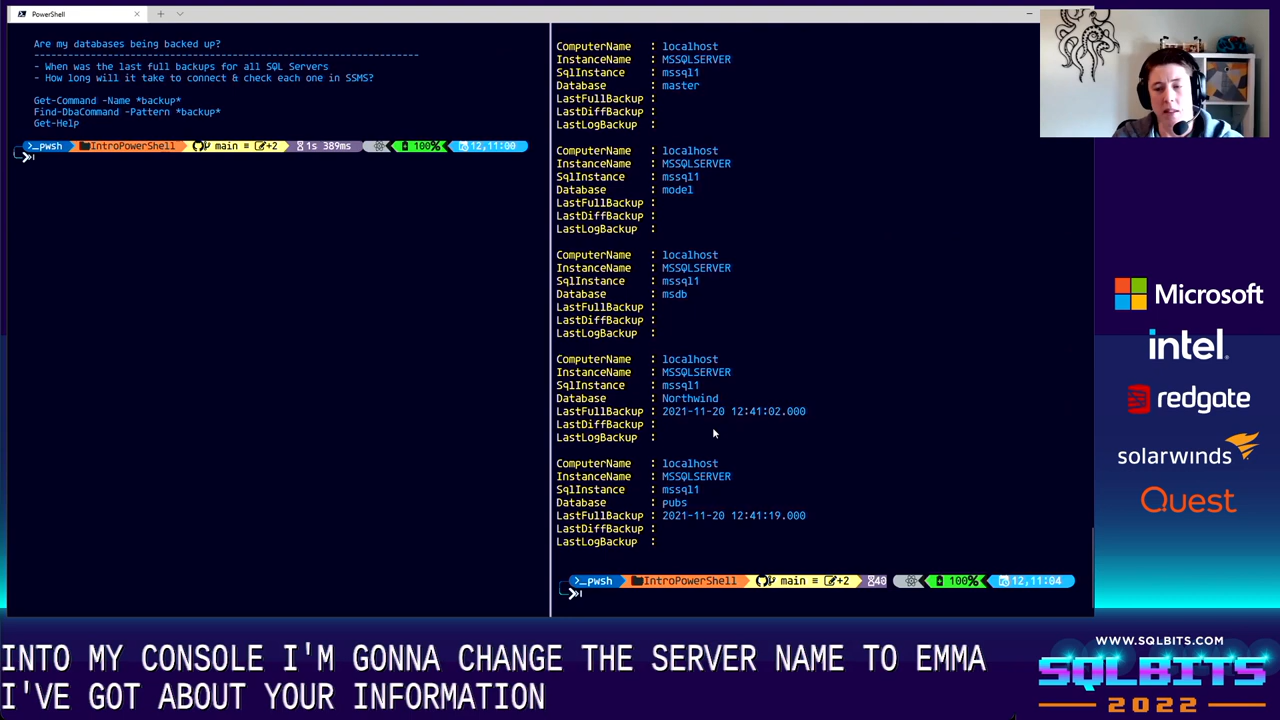 PowerShell
Are my databases being backed up?
- When was the last full backups for all SQL Servers
- How long will it take to connect & check each one in SSMS?
Get-Command -Name *backup*
Find-DbaCommand -Pattern *backup*
Get-Help
>_pwsh IntroPowerShell main ≡ +2 1s 389ms 100% 12,11:00
ComputerName : localhost
InstanceName : MSSQLSERVER
SqlInstance : mssql1
Database : master
LastFullBackup :
LastDiffBackup :
LastLogBackup :
ComputerName : localhost
InstanceName : MSSQLSERVER
SqlInstance : mssql1
Database : model
LastFullBackup :
LastDiffBackup :
LastLogBackup :
ComputerName : localhost
InstanceName : MSSQLSERVER
SqlInstance : mssql1
Database : msdb
LastFullBackup :
LastDiffBackup :
LastLogBackup :
ComputerName : localhost
InstanceName : MSSQLSERVER
SqlInstance : mssql1
Database : Northwind
LastFullBackup : 2021-11-20 12:41:02.000
LastDiffBackup :
LastLogBackup :
ComputerName : localhost
InstanceName : MSSQLSERVER
SqlInstance : mssql1
Database : pubs
LastFullBackup : 2021-11-20 12:41:19.000
LastDiffBackup :
LastLogBackup :
>_pwsh IntroPowerShell main ≡ +2 40 100% 12,11:04
Microsoft
intel.
redgate
solarwinds
Quest
WWW.SQLBITS.COM
SQLBITS
2022
INTO MY CONSOLE I'M GONNA CHANGE THE SERVER NAME TO EMMA
I'VE GOT ABOUT YOUR INFORMATION